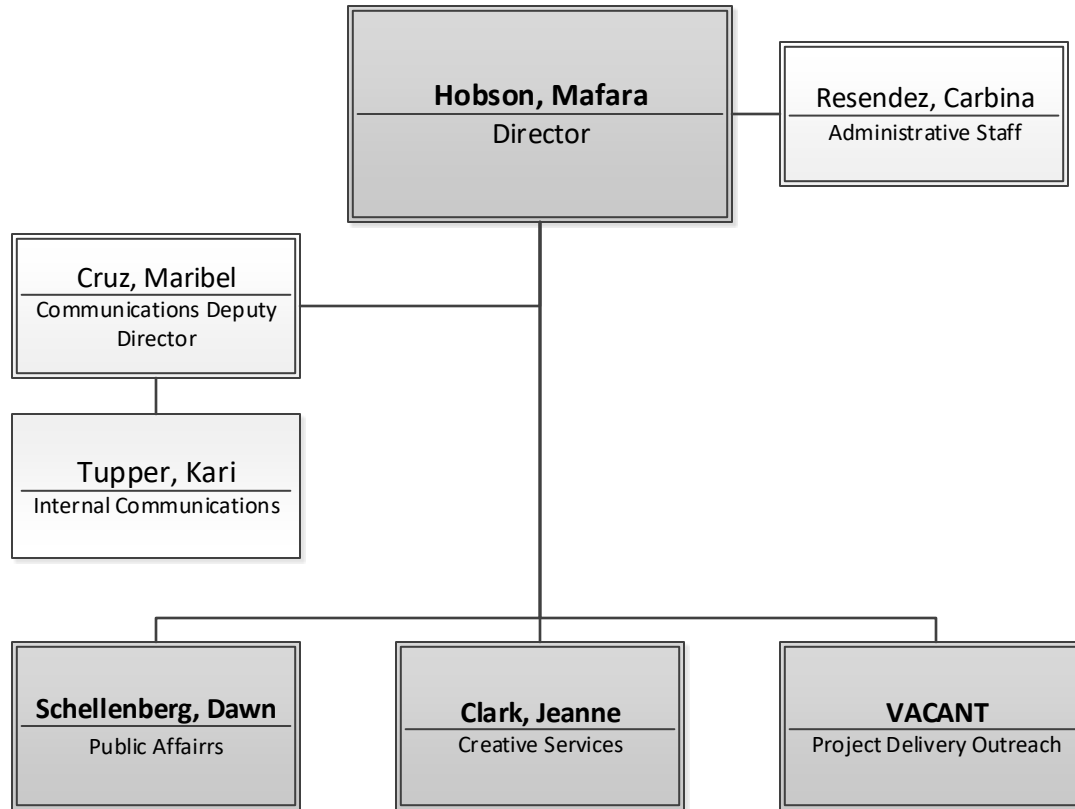 Hobson, Mafara
Director
Resendez, Carbina
Administrative Staff
Cruz, Maribel
Communications Deputy
Director
Tupper, Kari
Internal Communications
Schellenberg, Dawn
Public Affairrs
Clark, Jeanne
Creative Services
VACANT
Project Delivery Outreach